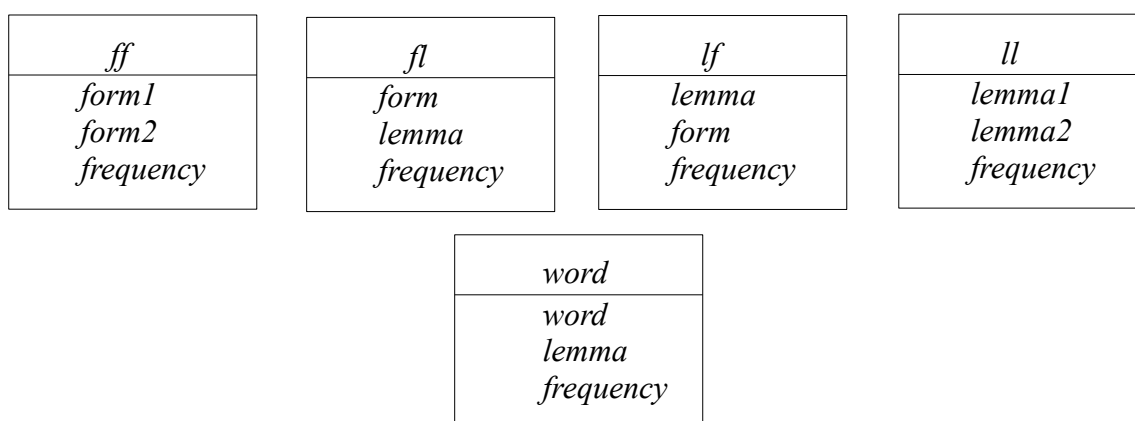 ff
form1
form2
frequency
fl
form
lemma
frequency
lf
lemma
form
frequency
ll
lemma1
lemma2
frequency
word
word
lemma
frequency